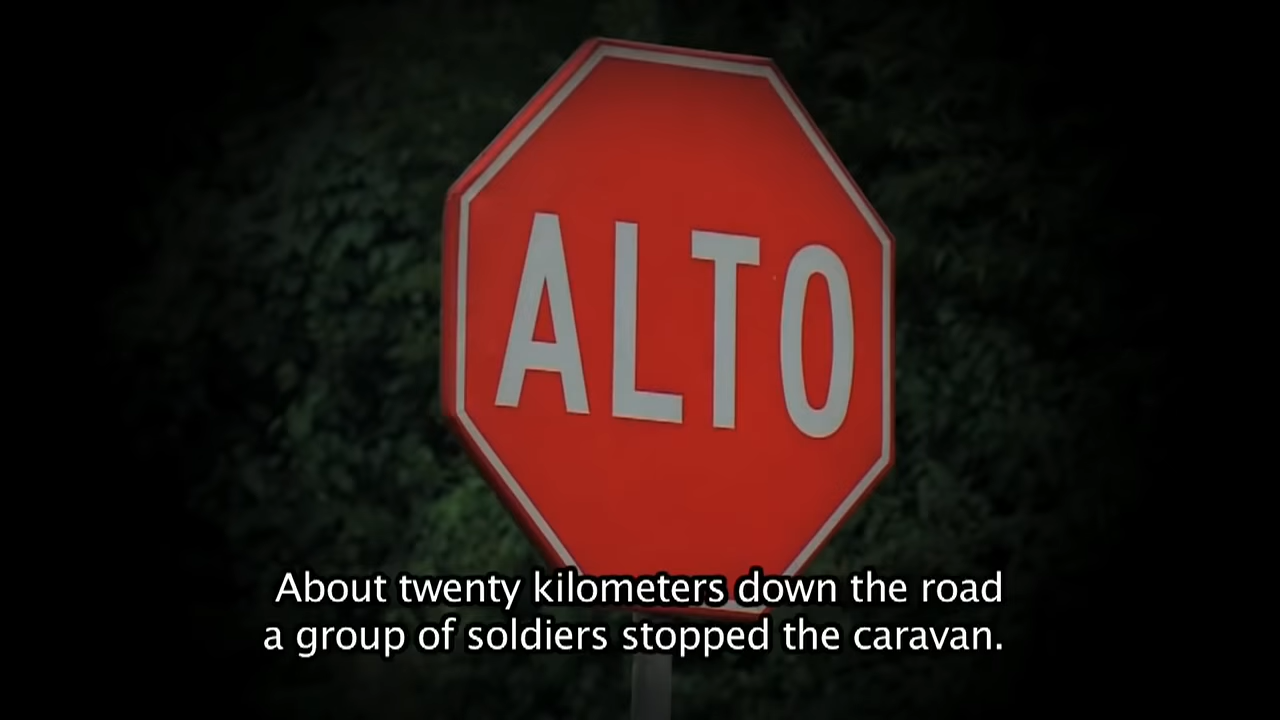 ALTO
About twenty kilometers down the road
a group of soldiers stopped the caravan.